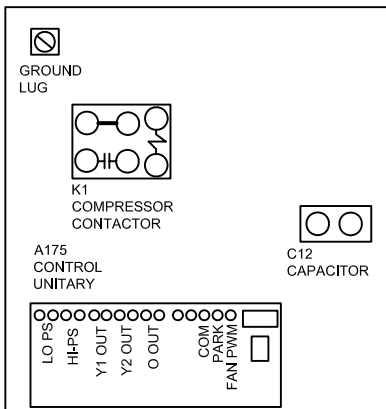 GROUND
LUG
K1
COMPRESSOR
CONTACTOR
C12
CAPACITOR
A175
CONTROL
UNITARY
LO PS
HI-PS
Y1 OUT
Y2 OUT
O OUT
COM
PARK
FAN PWM